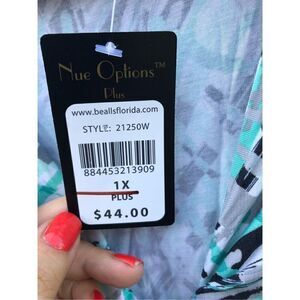 Nue Options™
Plus
www.beallsflorida.com
STYLE: 21250W
884453213909
1X
PLUS
$44.00